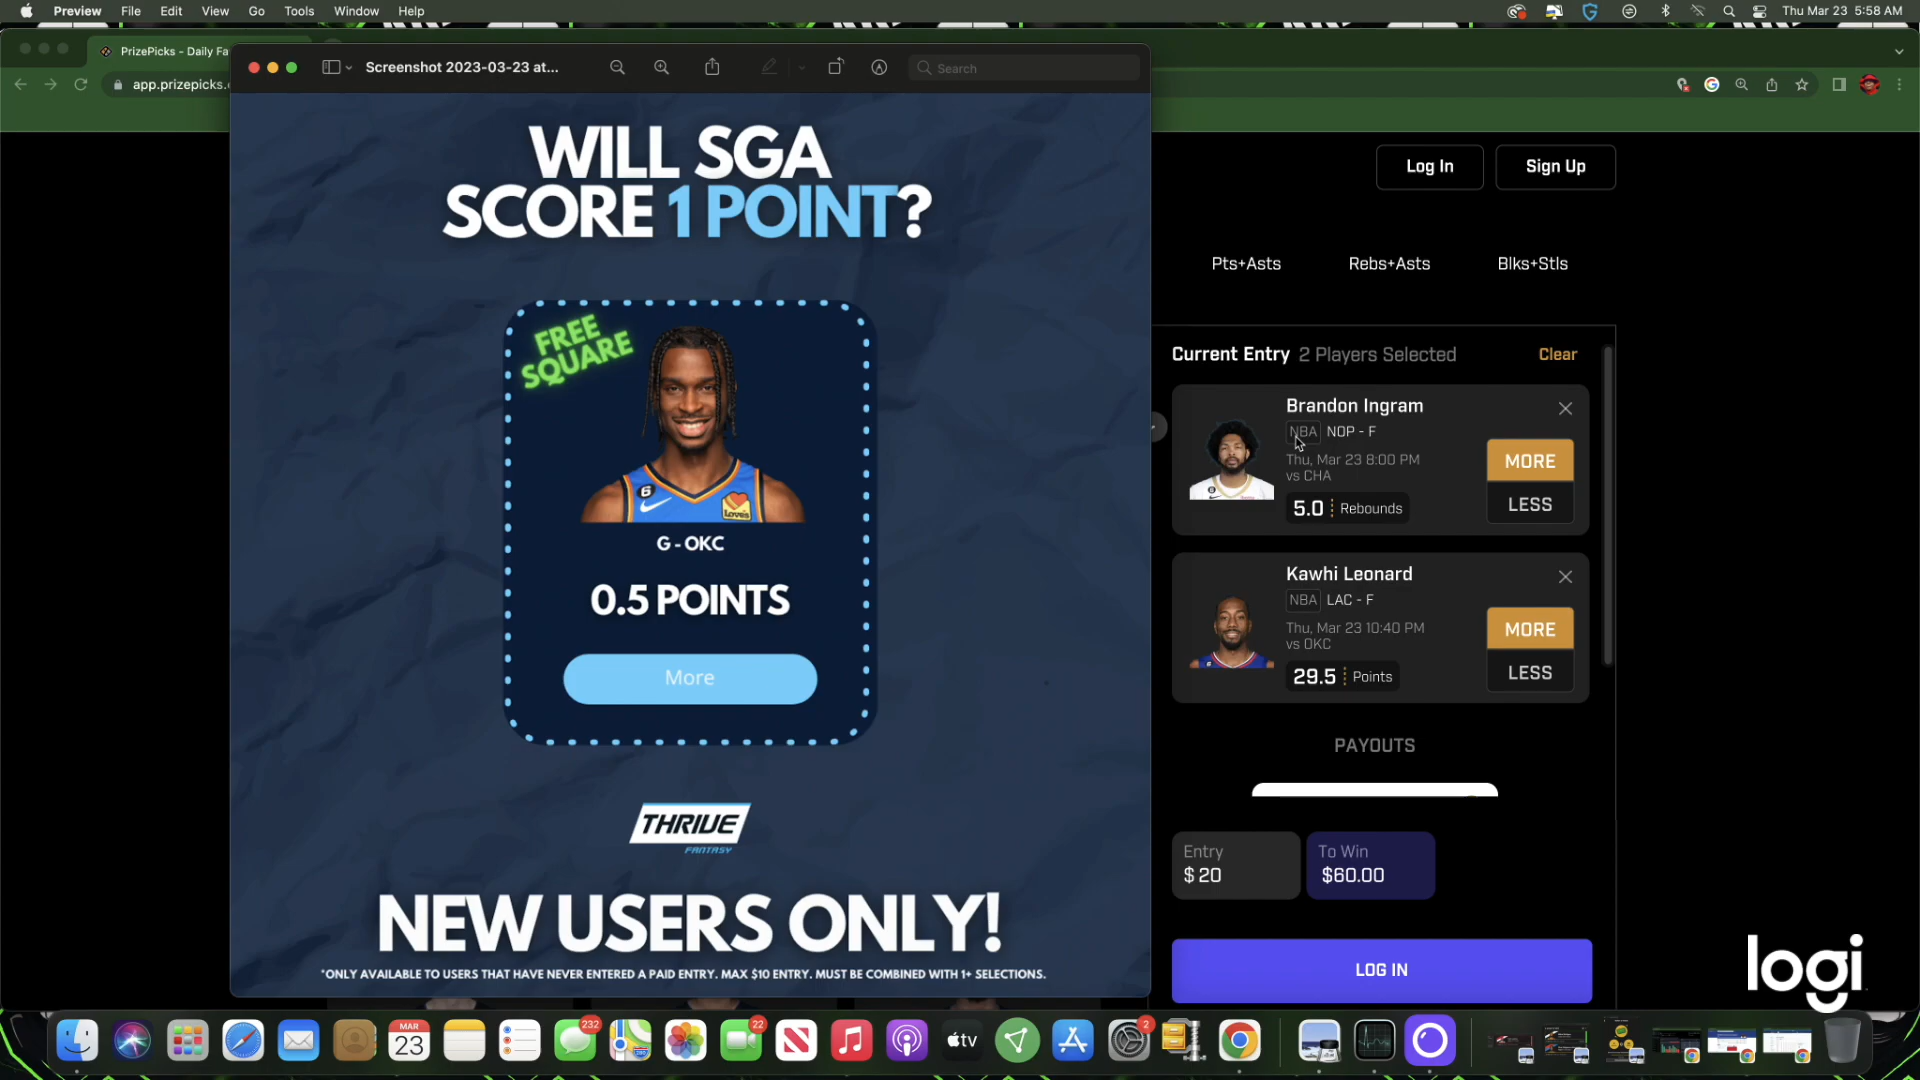 Preview File Edit View Go Tools Window Help
Thu Mar 23 5:58 AM
PrizePicks - Daily Fa
app.prizepicks.
Screenshot 2023-03-23 at...
Search
WILL SGA
SCORE 1 POINT?
FREE
SQUARE
6
Love's
G - OKC
0.5 POINTS
More
THRIVE
FANTASY
NEW USERS ONLY!
*ONLY AVAILABLE TO USERS THAT HAVE NEVER ENTERED A PAID ENTRY. MAX $10 ENTRY. MUST BE COMBINED WITH 1+ SELECTIONS.
Log In
Sign Up
Pts+Asts
Rebs+Asts
Blks+Stls
Current Entry 2 Players Selected
Clear
Brandon Ingram
NBA NOP - F
Thu, Mar 23 8:00 PM
vs CHA
5.0 Rebounds
MORE
LESS
Kawhi Leonard
NBA LAC - F
Thu, Mar 23 10:40 PM
vs OKC
29.5 Points
MORE
LESS
PAYOUTS
Entry
$ 20
To Win
$60.00
LOG IN
logi
MAR
23
232
22
tv
2